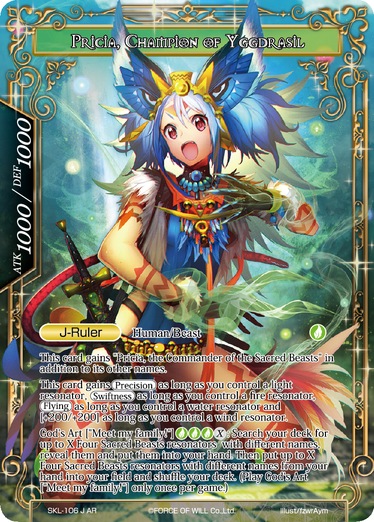 Pricia, Champion of Yggdrasil
ATK 1000 / DEF 1000
J-Ruler Human/Beast
This card gains "Pricia, the Commander of the Sacred Beasts" in
addition to its other names.
This card gains Precision as long as you control a light
resonator, Swiftness as long as you control a fire resonator,
Flying as long as you control a water resonator and
[+200/+200] as long as you control a wind resonator.
God's Art ["Meet my family!"] X: Search your deck for
up to X Four Sacred Beasts resonators with different names,
reveal them and put them into your hand. Then put up to X
Four Sacred Beasts resonators with different names from your
hand into your field and shuffle your deck. (Play God's Art
["Meet my family!"] only once per game.)
SKL-106 J AR ©FORCE OF WILL Co.,Ltd. Illust/fzwrAym